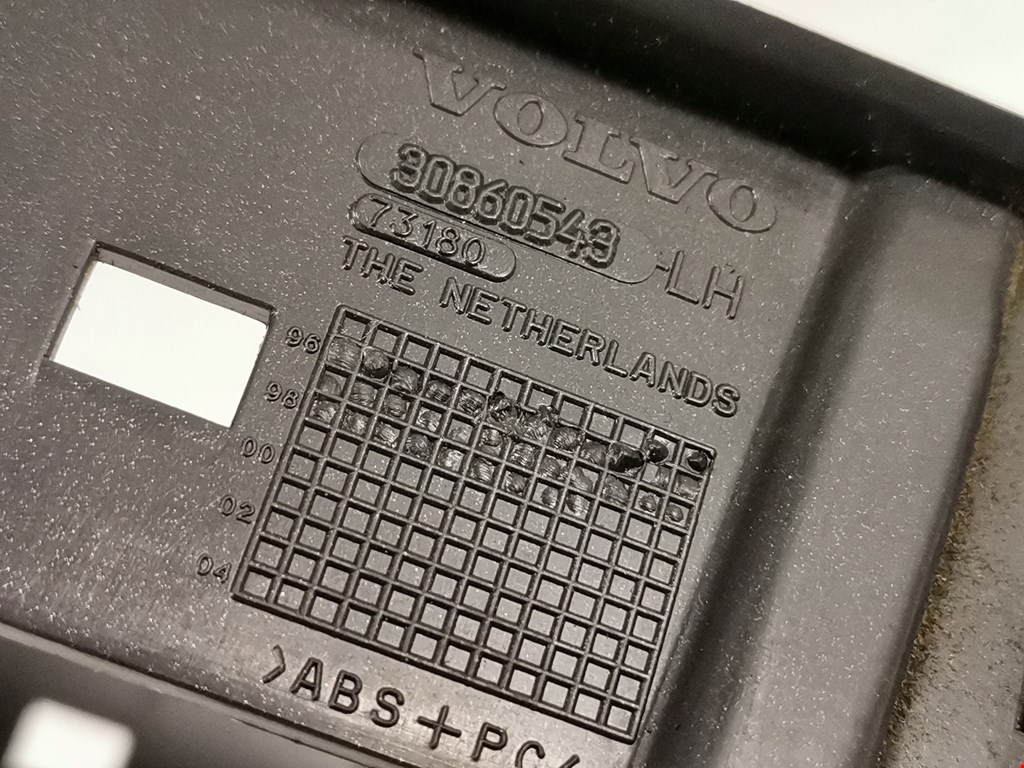 VOLVO
30860543 -LH
73180
THE NETHERLANDS
96
98
00
02
04
>ABS+PC<